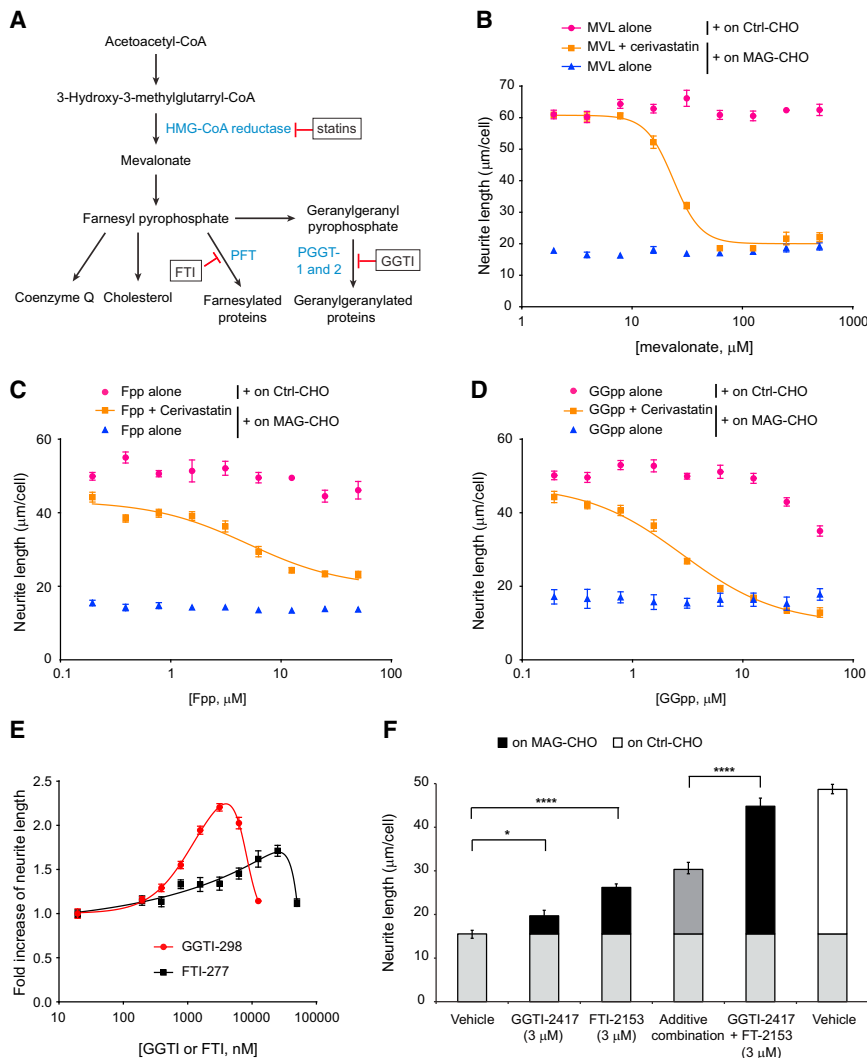 A
Acetoacetyl-CoA
3-Hydroxy-3-methylglutarryl-CoA
HMG-CoA reductase
statins
Mevalonate
Farnesyl pyrophosphate
Geranylgeranyl
pyrophosphate
FTI
PFT
PGGT-
1 and 2
GGTI
Coenzyme Q
Cholesterol
Farnesylated
proteins
Geranylgeranylated
proteins
B
MVL alone
+ on Ctrl-CHO
MVL + cerivastatin
+ on MAG-CHO
MVL alone
Neurite length (µm/cell)
70
60
50
40
30
20
10
0
1
10
100
1000
[mevalonate, µM]
C
Fpp alone
+ on Ctrl-CHO
Fpp + Cerivastatin
+ on MAG-CHO
Fpp alone
Neurite length (µm/cell)
60
40
20
0
0.1
1
10
100
[Fpp, µM]
D
GGpp alone
+ on Ctrl-CHO
GGpp + Cerivastatin
+ on MAG-CHO
GGpp alone
Neurite length (µm/cell)
60
40
20
0
0.1
1
10
100
[GGpp, µM]
E
Fold increase of neurite length
2.5
2.0
1.5
1.0
0.5
0.0
GGTI-298
FTI-277
10
100
1000
10000
100000
[GGTI or FTI, nM]
F
on MAG-CHO
on Ctrl-CHO
Neurite length (µm/cell)
50
40
30
20
10
0
*
****
****
Vehicle
GGTI-2417
(3 µM)
FTI-2153
(3 µM)
Additive
combination
GGTI-2417
+ FT-2153
(3 µM)
Vehicle